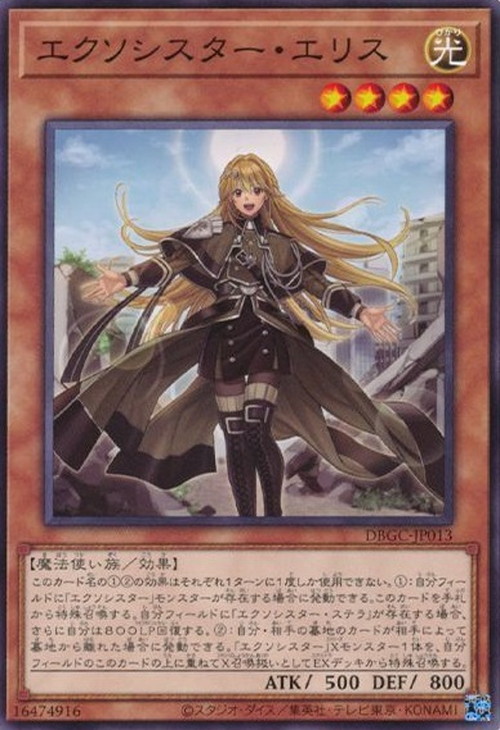 エクソシスター・エリス
光
DBGC-JP013
【魔法使い族／効果】
このカード名の①②の効果はそれぞれ1ターンに1度しか使用できない。①：自分フィー
ルドに「エクソシスター」モンスターが存在する場合に発動できる。このカードを手札
から特殊召喚する。自分フィールドに「エクソシスター・ステラ」が存在する場合、
さらに自分は８００LP回復する。②：自分・相手の墓地のカードが相手によって
墓地から離れた場合に発動できる。「エクソシスター」Xモンスター1体を、自分
フィールドのこのカードの上に重ねてX召喚扱いとしてEXデッキから特殊召喚する。
ATK/ 500 DEF/ 800
16474916
©スタジオ・ダイス／集英社・テレビ東京・KONAMI